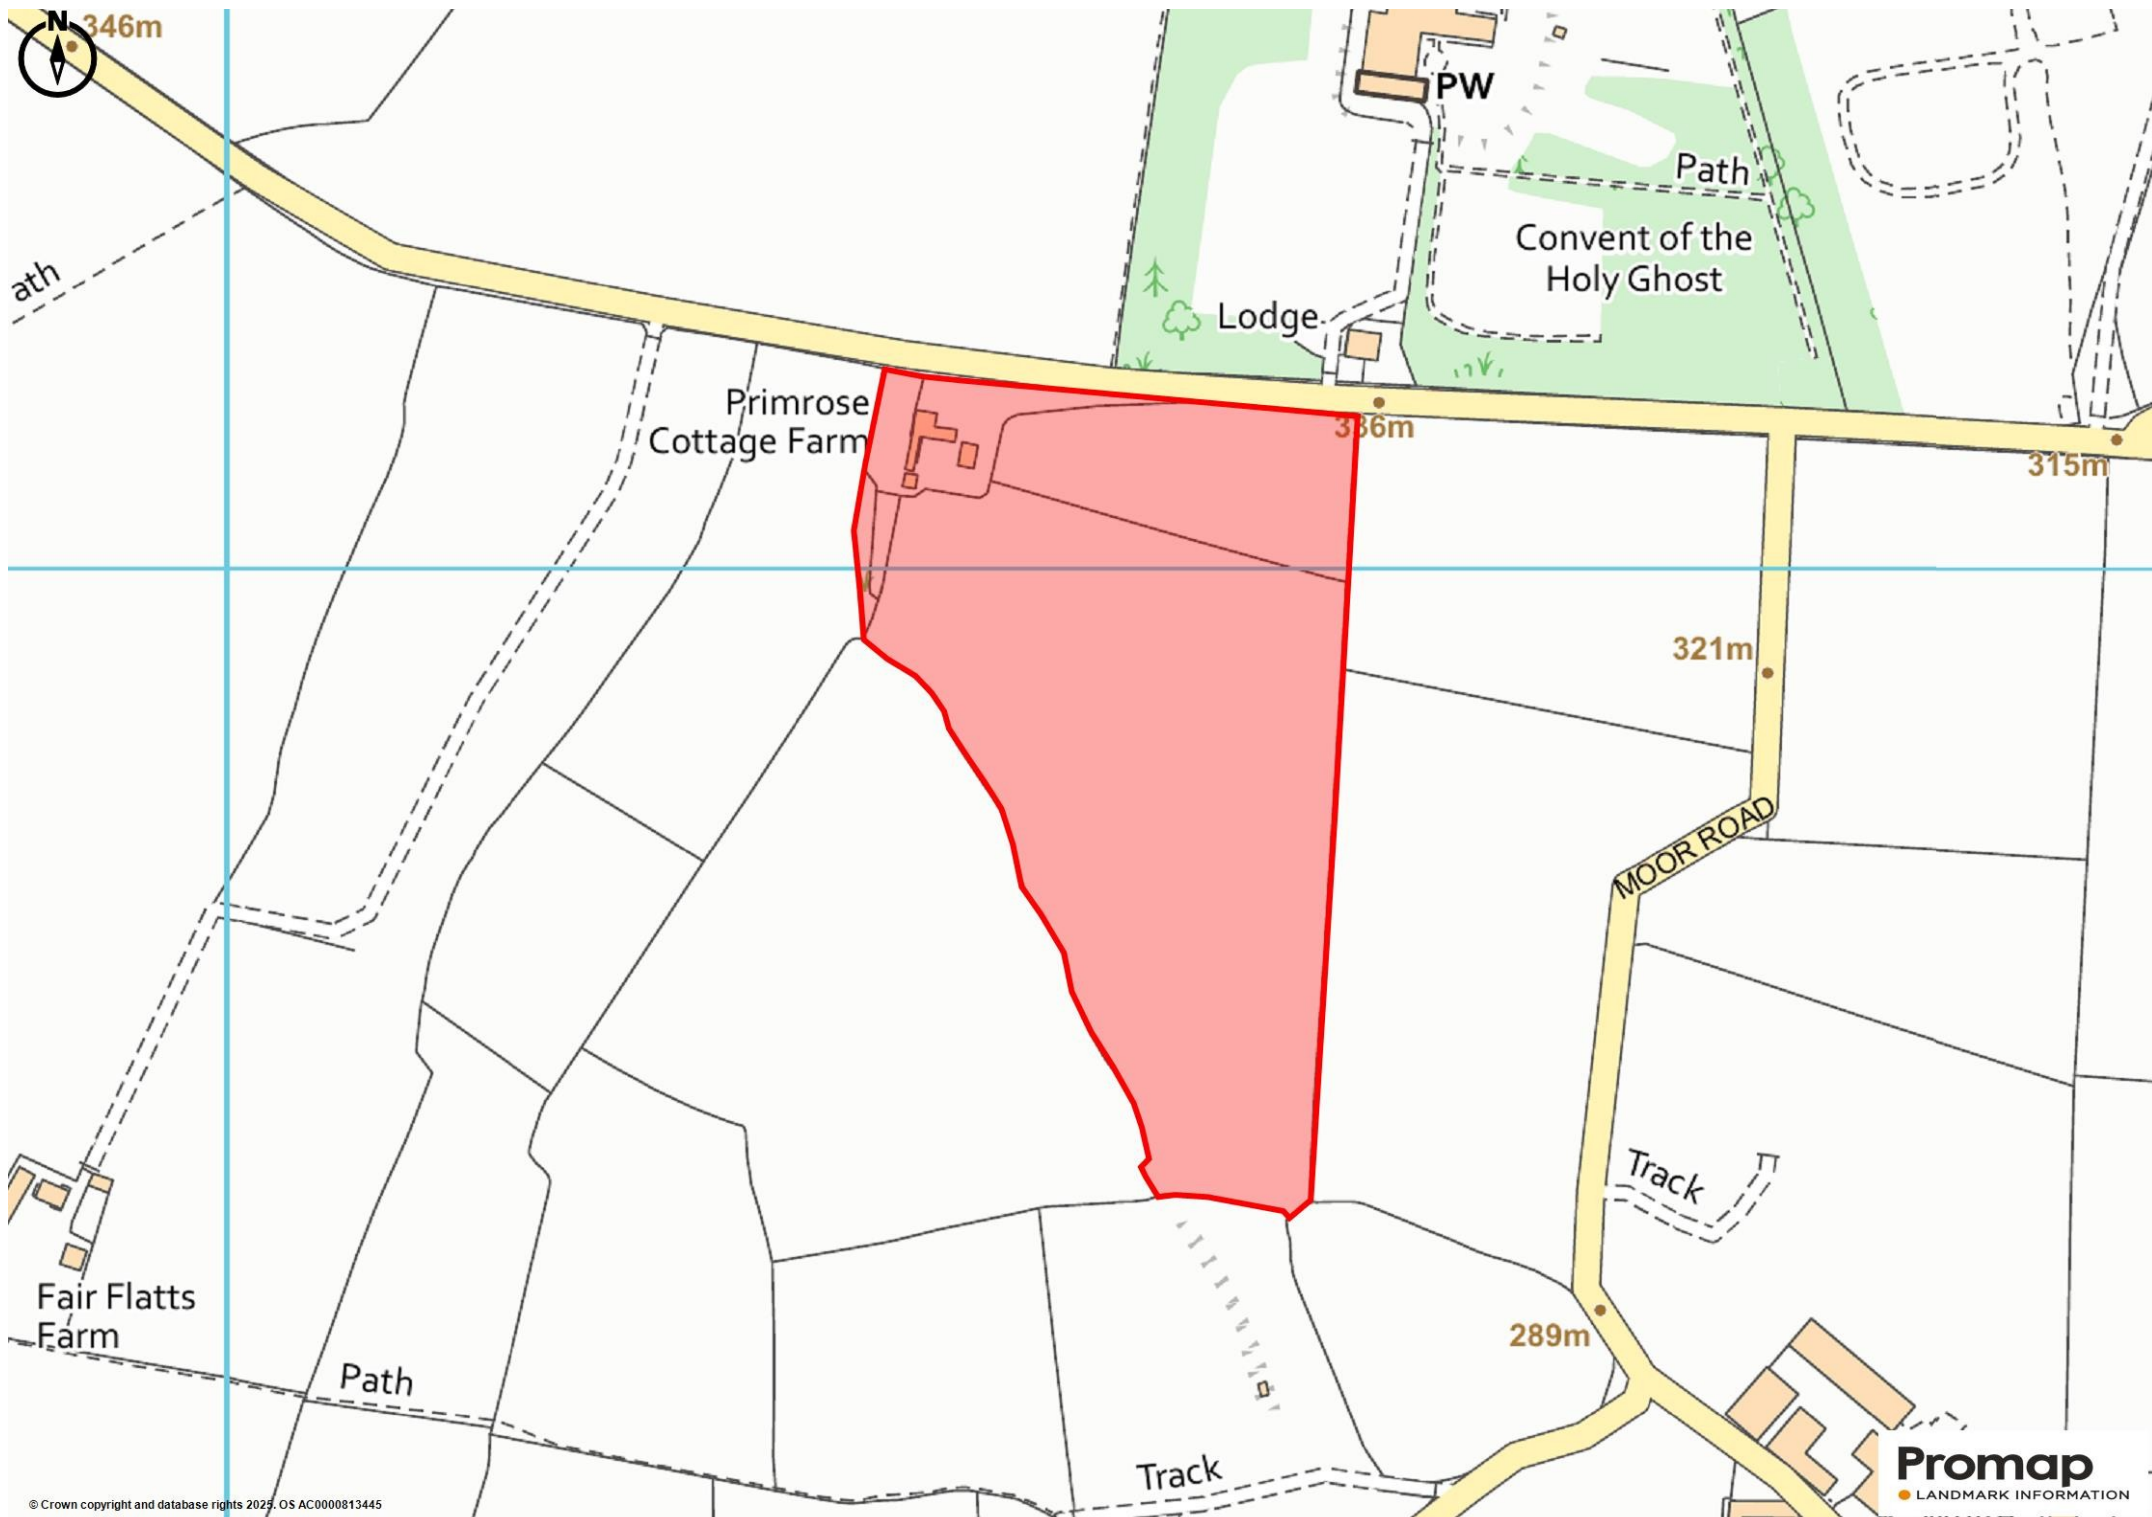 N
346m
PW
Path
Convent of the
Holy Ghost
ath
Lodge
Primrose
Cottage Farm
336m
315m
321m
MOOR ROAD
Track
Fair Flatts
Farm
289m
Path
Track
Promap
LANDMARK INFORMATION
© Crown copyright and database rights 2025. OS AC0000813445